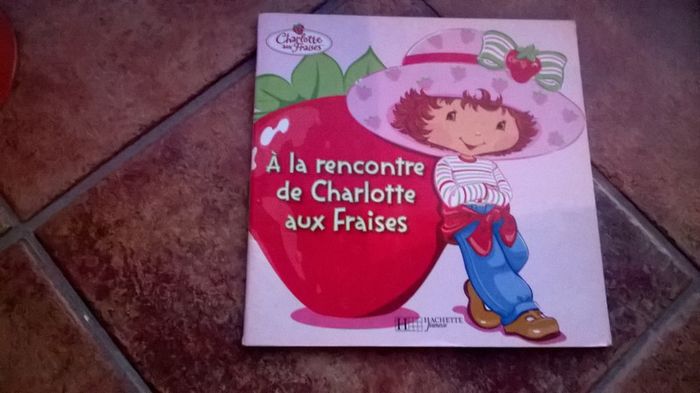 Charlotte
aux Fraises
À la rencontre
de Charlotte
aux Fraises
H HACHETTE
Jeunesse